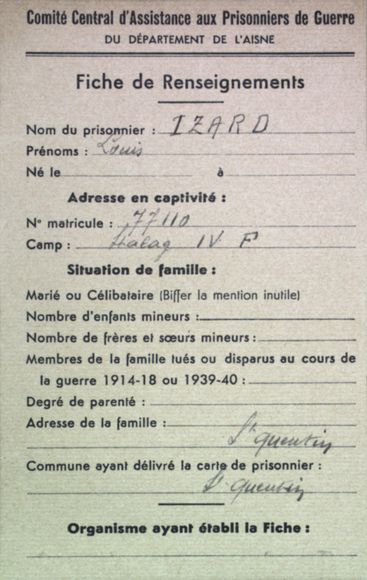 Comité Central d'Assistance aux Prisonniers de Guerre
DU DÉPARTEMENT DE L'AISNE
Fiche de Renseignements
Nom du prisonnier : IZARD
Prénoms : Louis
Né le à
Adresse en captivité :
N° matricule : 77110
Camp : Stalag IV F
Situation de famille :
Marié ou Célibataire (Biffer la mention inutile)
Nombre d'enfants mineurs :
Nombre de frères et sœurs mineurs :
Membres de la famille tués ou disparus au cours de
la guerre 1914-18 ou 1939-40 :
Degré de parenté :
Adresse de la famille :
St quentin
Commune ayant délivré la carte de prisonnier :
St quentin
Organisme ayant établi la Fiche :